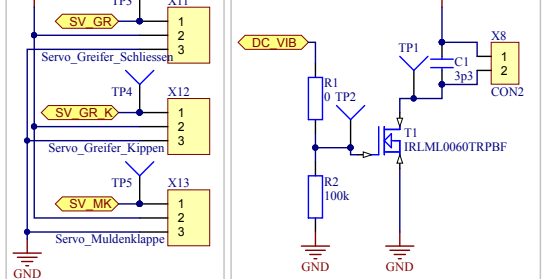 TP3
X11
SV_GR
1
2
3
Servo_Greifer_Schliessen
TP4
X12
SV_GR_K
1
2
3
Servo_Greifer_Kippen
TP5
X13
SV_MK
1
2
3
Servo_Muldenklappe
GND
DC_VIB
R1
0
TP2
R2
100k
GND
TP1
T1
IRLML0060TRPBF
GND
C1
3p3
X8
1
2
CON2